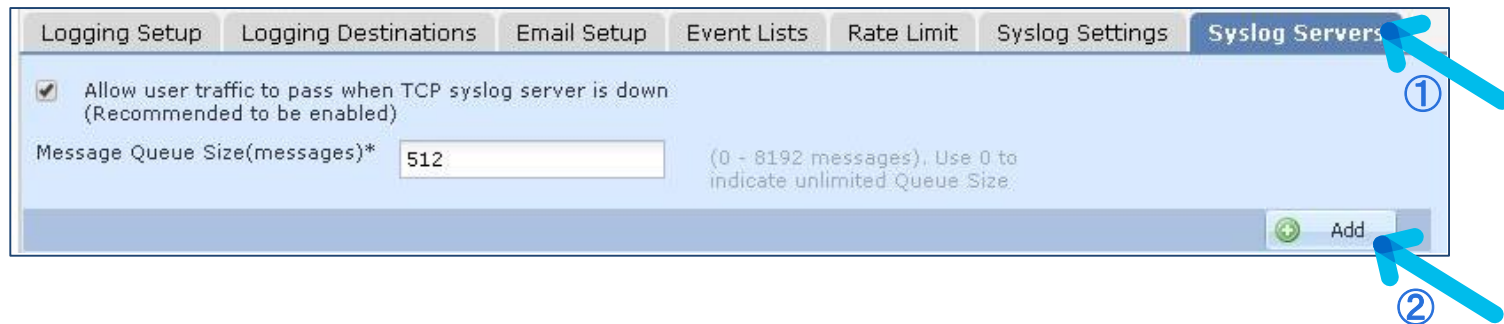 Logging Setup Logging Destinations Email Setup Event Lists Rate Limit Syslog Settings Syslog Servers
①
Allow user traffic to pass when TCP syslog server is down
(Recommended to be enabled)
Message Queue Size(messages)* 512 (0 - 8192 messages). Use 0 to
indicate unlimited Queue Size
Add
②